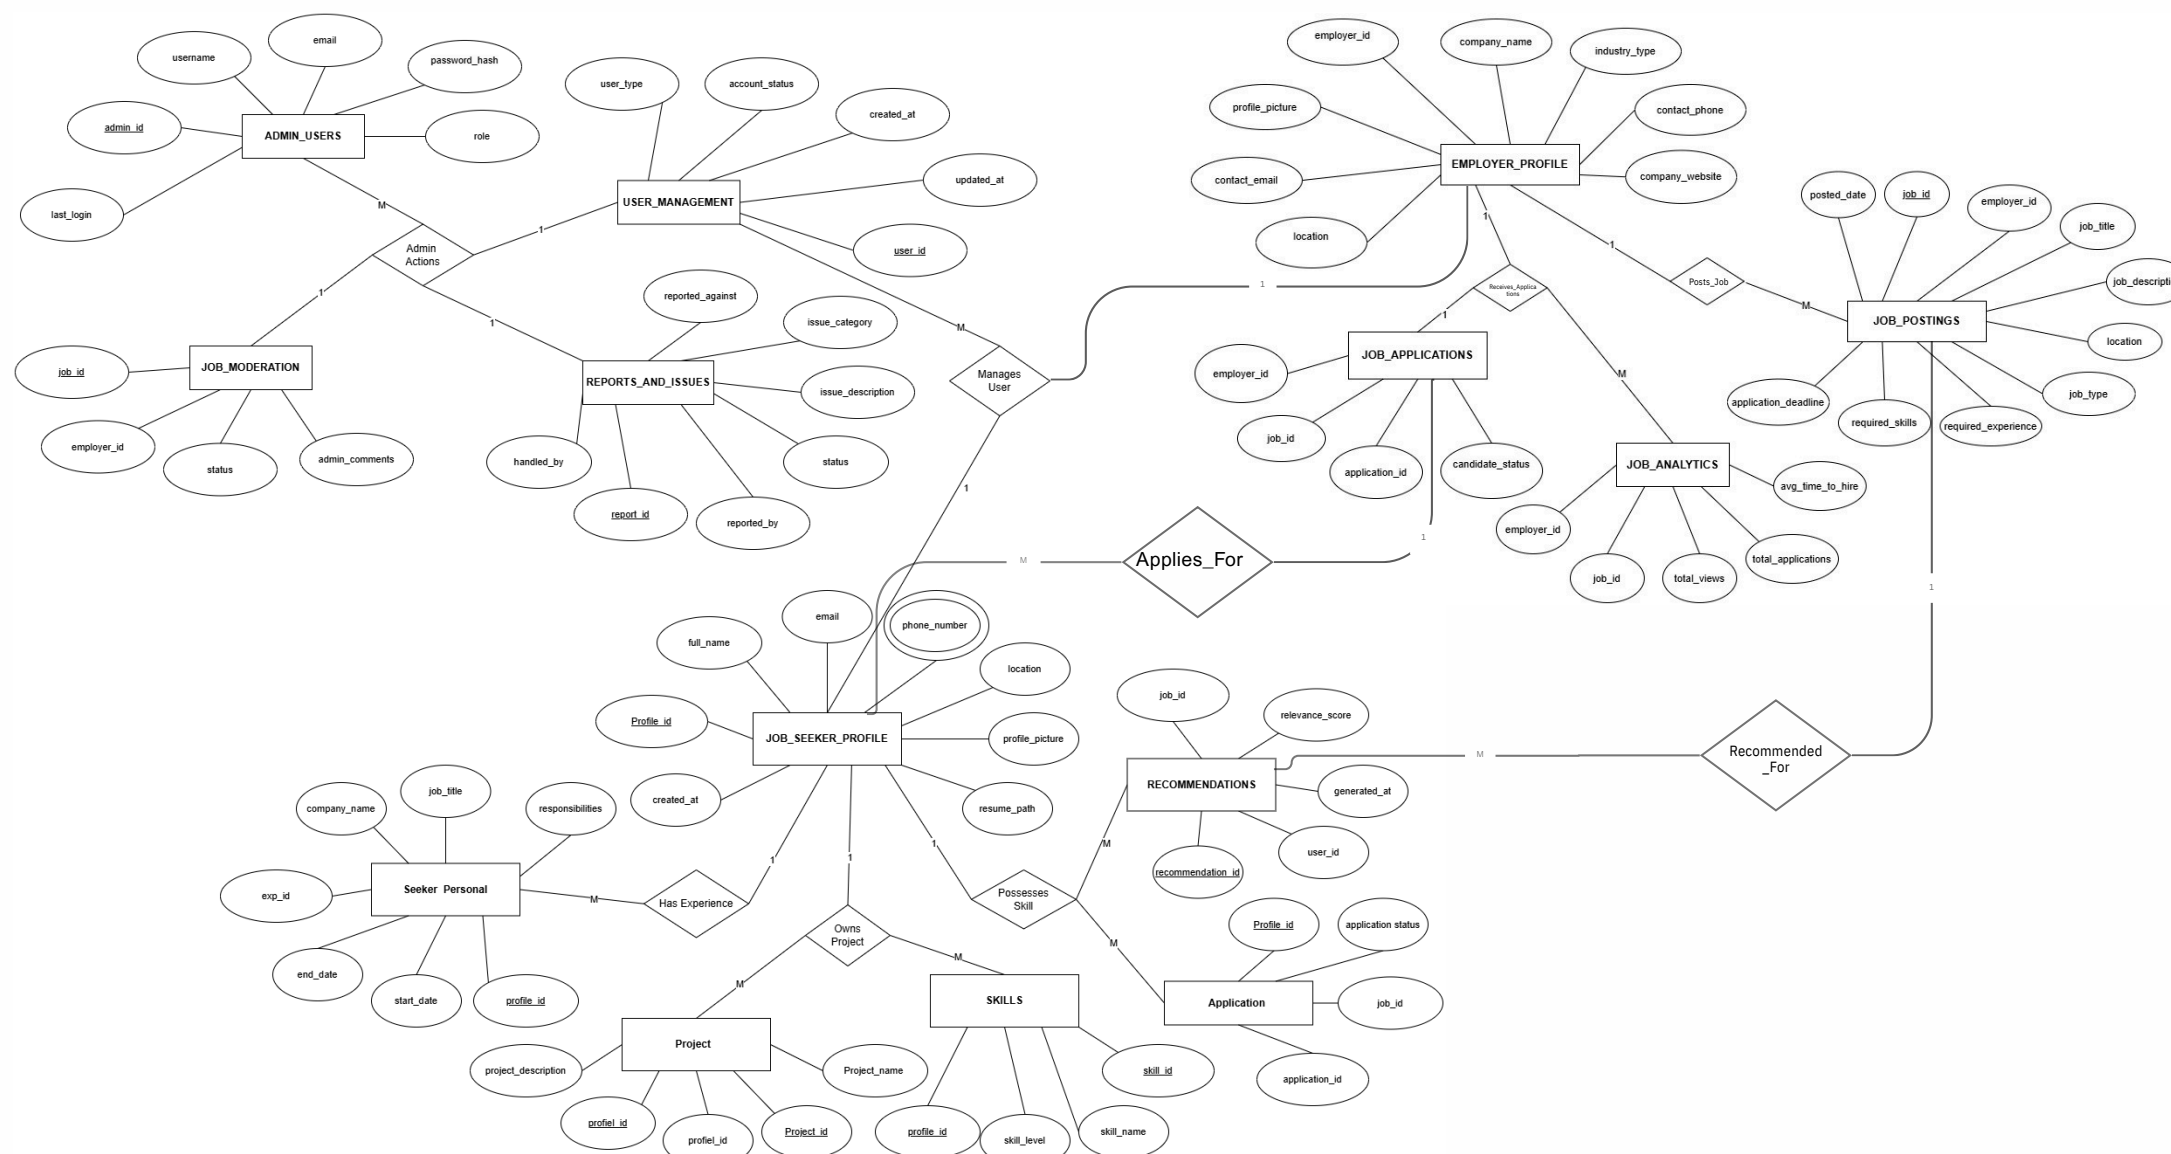 email
username
password_hash
admin_id
ADMIN_USERS
role
last_login
M
user_type
account_status
created_at
updated_at
USER_MANAGEMENT
user_id
1
Admin
Actions
1
1
M
reported_against
issue_category
issue_description
REPORTS_AND_ISSUES
status
handled_by
report_id
reported_by
job_id
JOB_MODERATION
employer_id
status
admin_comments
Manages
User
1
1
employer_id
company_name
industry_type
profile_picture
contact_phone
EMPLOYER_PROFILE
contact_email
company_website
location
1
1
Receives_Applica
tions
1
M
Posts_Job
M
posted_date
job_id
employer_id
job_title
job_descripti
JOB_POSTINGS
location
job_type
application_deadline
required_skills
required_experience
JOB_APPLICATIONS
employer_id
job_id
application_id
candidate_status
JOB_ANALYTICS
avg_time_to_hire
employer_id
total_applications
job_id
total_views
M
Applies_For
1
1
email
phone_number
full_name
location
Profile_id
JOB_SEEKER_PROFILE
profile_picture
created_at
resume_path
job_id
relevance_score
RECOMMENDATIONS
generated_at
user_id
recommendation_id
M
Recommended
_For
company_name
job_title
responsibilities
Seeker Personal
exp_id
end_date
start_date
profile_id
M
Has Experience
1
1
Owns
Project
M
M
1
Possesses
Skill
M
M
Profile_id
application status
Application
job_id
application_id
SKILLS
skill_id
profile_id
skill_level
skill_name
Project
project_description
Project_name
profiel_id
profiel_id
Project_id